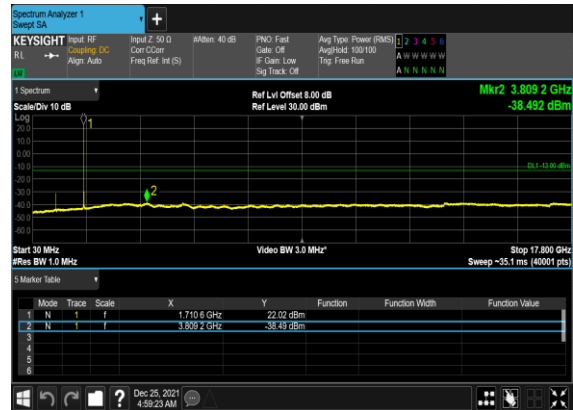 Spectrum Analyzer 1
Swept SA
KEYSIGHT Input: RF Input Z: 50 Ω #Atten: 40 dB PNO: Fast Avg Type: Power (RMS) 1 2 3 4 5 6
RL Coupling: DC Corr CCorr Gate: Off Avg|Hold: 100/100 A W W W W W
Align: Auto Freq Ref: Int (S) IF Gain: Low Trig: Free Run
Sig Track: Off A N N N N N
1 Spectrum Ref Lvl Offset 8.00 dB Mkr2 3.809 2 GHz
Scale/Div 10 dB Ref Level 30.00 dBm -38.492 dBm
Log
1
20.0
10.0
0.00
-10.0 DL1 -13.00 dBm
-20.0
-30.0 2
-40.0
-50.0
-60.0
Start 30 MHz Video BW 3.0 MHz* Stop 17.800 GHz
#Res BW 1.0 MHz Sweep ~35.1 ms (40001 pts)
5 Marker Table
Mode Trace Scale X Y Function Function Width Function Value
1 N 1 f 1.710 6 GHz 22.02 dBm
2 N 1 f 3.809 2 GHz -38.49 dBm
3
4
5
6
? Dec 25, 2021
4:59:23 AM